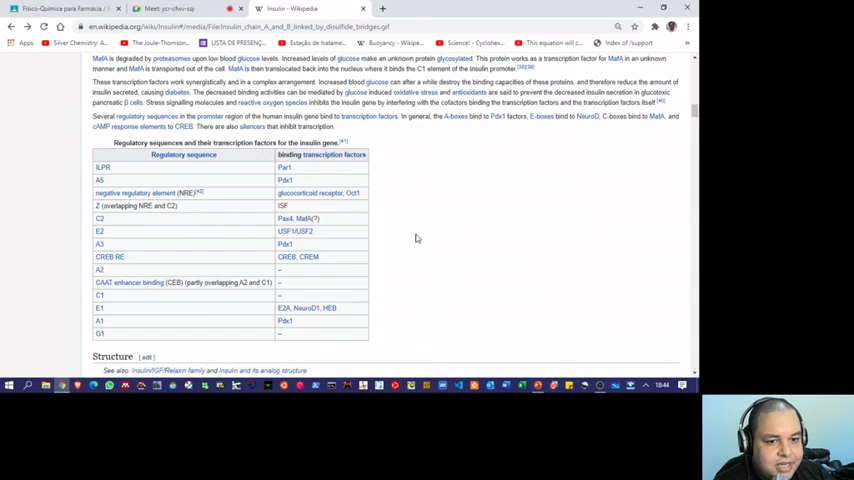 Físico-Química para Farmácia: A
Meet: ycr-cfwv-sqi
Insulin - Wikipedia
en.wikipedia.org/wiki/Insulin#/media/File:Insulin_chain_A_and_B_linked_by_disulfide_bridges.gif
Apps
Silver Chemistry: A...
The Joule-Thomson...
LISTA DE PRESENC...
Estação de tratame...
Buoyancy - Wikiped...
Science! - Cyclohex...
This equation will c...
Index of/support
MafA is degraded by proteasomes upon low blood glucose levels. Increased levels of glucose make an unknown protein glycosylated. This protein works as a transcription factor for MafA in an unknown
manner and MafA is transported out of the cell. MafA is then translocated back into the nucleus where it binds the C1 element of the insulin promoter.[38][39]
These transcription factors work synergistically and in a complex arrangement. Increased blood glucose can after a while destroy the binding capacities of these proteins, and therefore reduce the amount of
insulin secreted, causing diabetes. The decreased binding activities can be mediated by glucose induced oxidative stress and antioxidants are said to prevent the decreased insulin secretion in glucotoxic
pancreatic β cells. Stress signalling molecules and reactive oxygen species inhibits the insulin gene by interfering with the cofactors binding the transcription factors and the transcription factors itself.[40]
Several regulatory sequences in the promoter region of the human insulin gene bind to transcription factors. In general, the A-boxes bind to Pdx1 factors, E-boxes bind to NeuroD, C-boxes bind to MafA, and
cAMP response elements to CREB. There are also silencers that inhibit transcription.
Regulatory sequences and their transcription factors for the insulin gene.[41]
Regulatory sequence binding transcription factors
ILPR Par1
A5 Pdx1
negative regulatory element (NRE)[42] glucocorticoid receptor, Oct1
Z (overlapping NRE and C2) ISF
C2 Pax4, MafA(?)
E2 USF1/USF2
A3 Pdx1
CREB RE CREB, CREM
A2 –
CAAT enhancer binding (CEB) (partly overlapping A2 and C1) –
C1 –
E1 E2A, NeuroD1, HEB
A1 Pdx1
G1 –
Structure [edit]
See also: Insulin/IGF/Relaxin family and Insulin and its analog structure
18:44